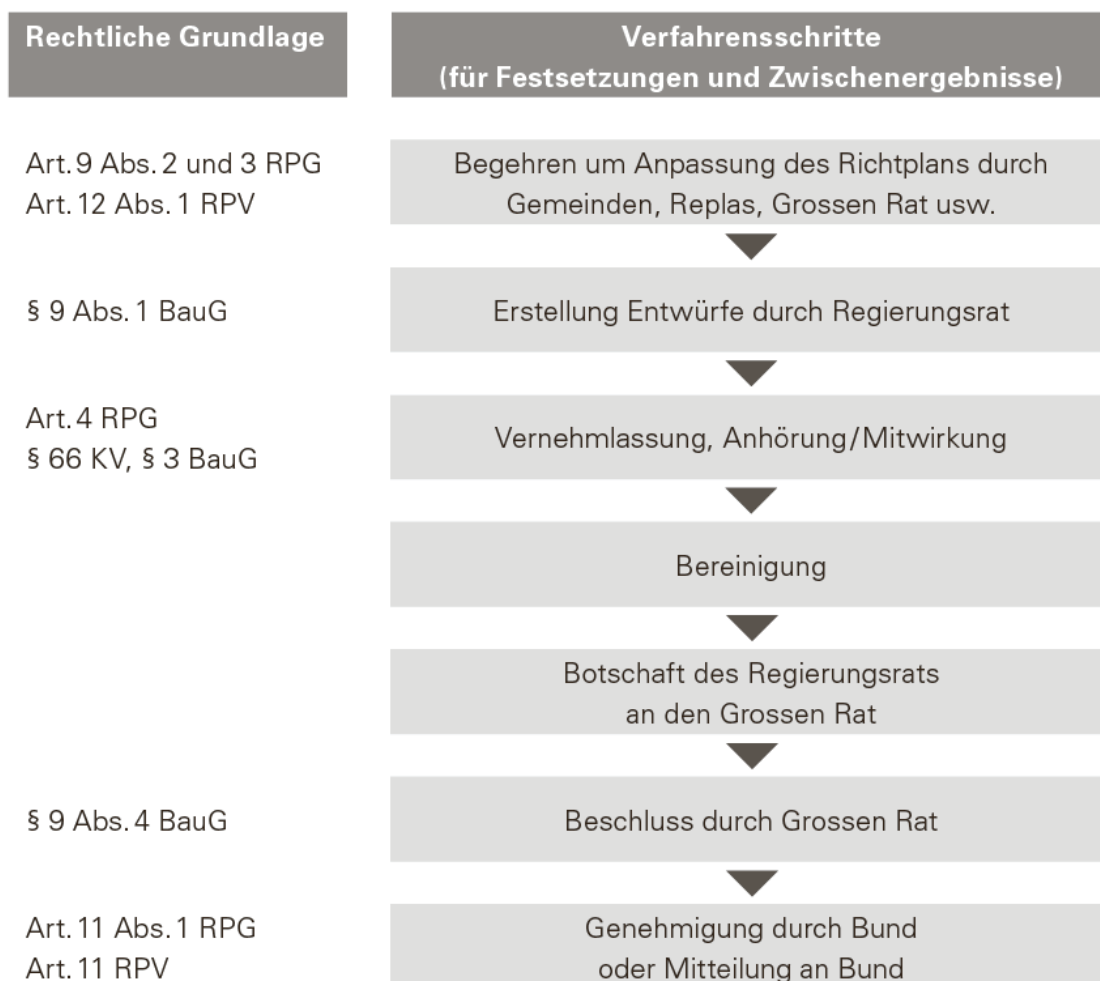 Rechtliche Grundlage
Verfahrensschritte
(für Festsetzungen und Zwischenergebnisse)
Art. 9 Abs. 2 und 3 RPG
Art. 12 Abs. 1 RPV
Begehren um Anpassung des Richtplans durch
Gemeinden, Replas, Grossen Rat usw.
§ 9 Abs. 1 BauG
Erstellung Entwürfe durch Regierungsrat
Art. 4 RPG
§ 66 KV, § 3 BauG
Vernehmlassung, Anhörung/Mitwirkung
Bereinigung
Botschaft des Regierungsrats
an den Grossen Rat
§ 9 Abs. 4 BauG
Beschluss durch Grossen Rat
Art. 11 Abs. 1 RPG
Art. 11 RPV
Genehmigung durch Bund
oder Mitteilung an Bund